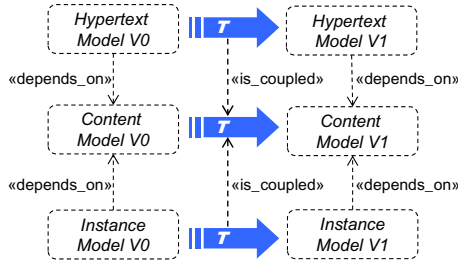 Hypertext
Model V0
T
Hypertext
Model V1
«depends_on»
«is_coupled»
«depends_on»
Content
Model V0
T
Content
Model V1
«depends_on»
«is_coupled»
«depends_on»
Instance
Model V0
T
Instance
Model V1